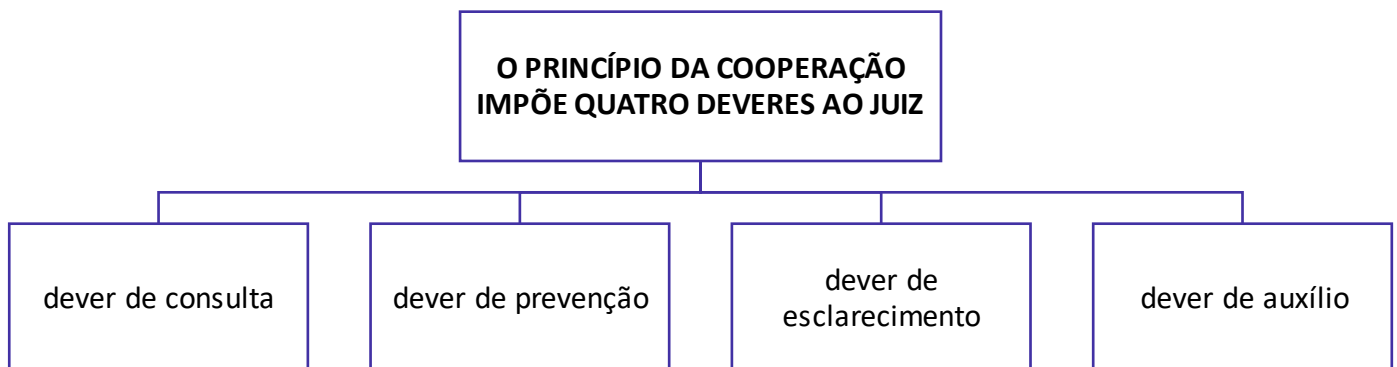 O PRINCÍPIO DA COOPERAÇÃO
IMPÕE QUATRO DEVERES AO JUIZ
dever de consulta
dever de prevenção
dever de
esclarecimento
dever de auxílio